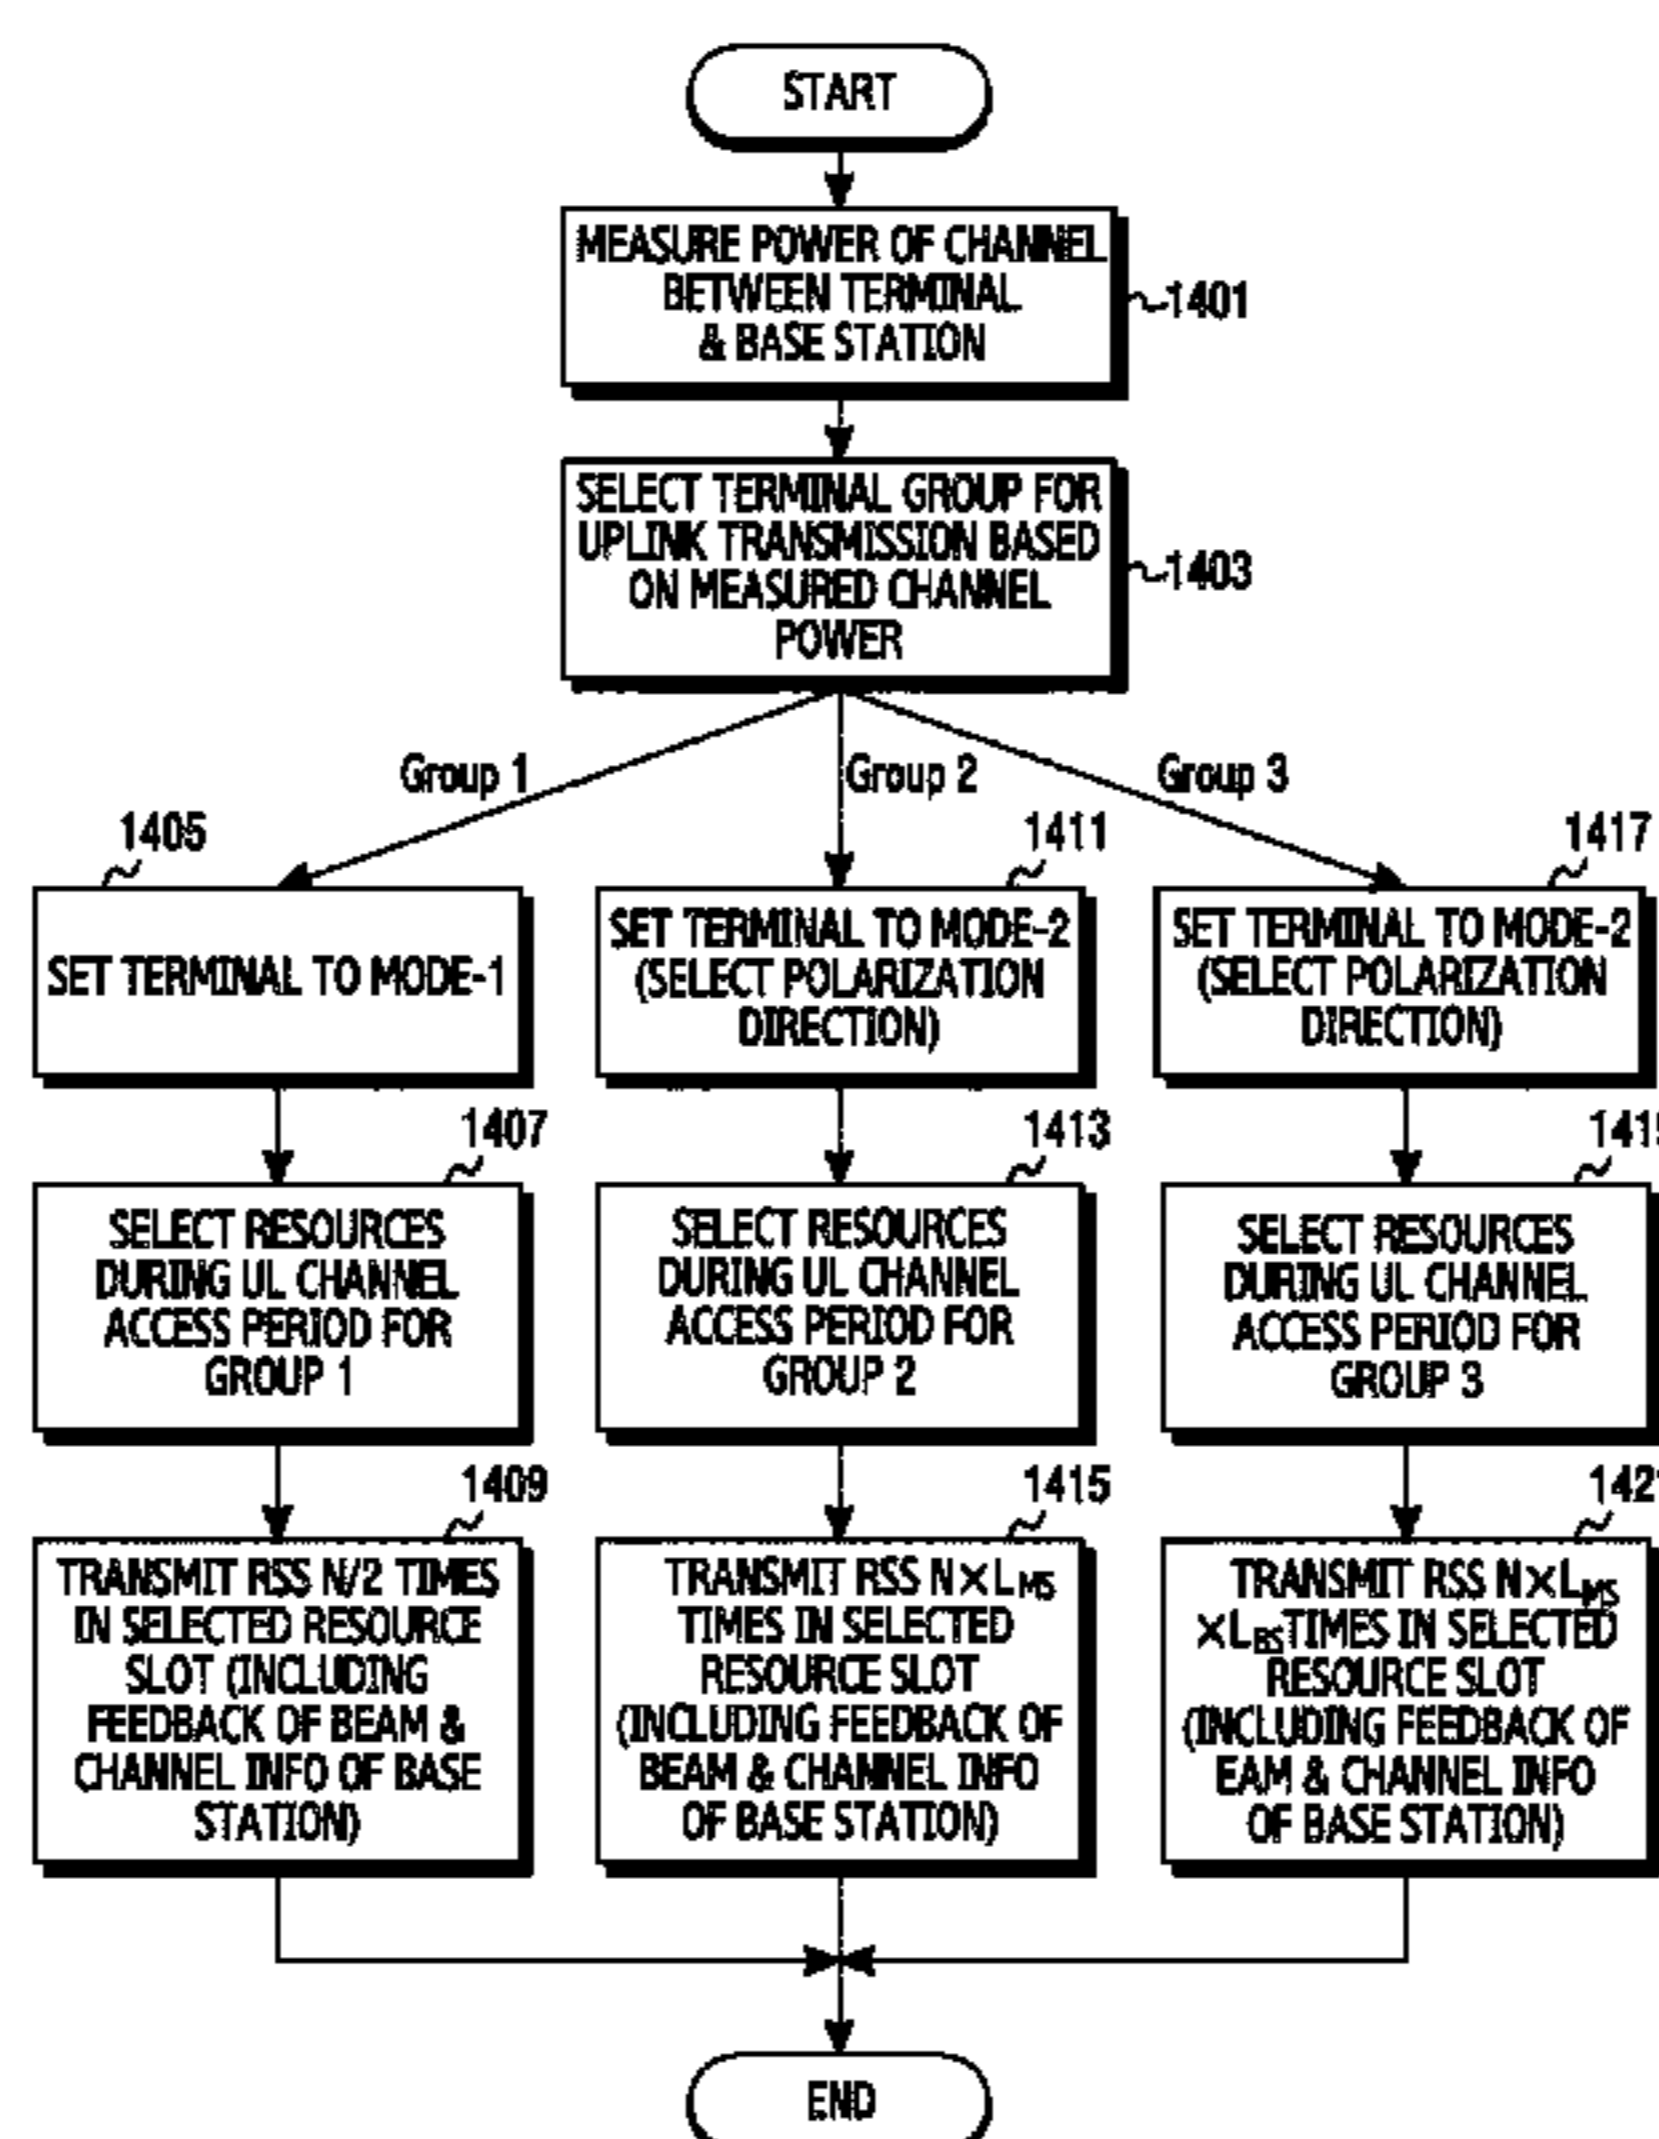 START
MEASURE POWER OF CHANNEL
BETWEEN TERMINAL
& BASE STATION
1401
SELECT TERMINAL GROUP FOR
UPLINK TRANSMISSION BASED
ON MEASURED CHANNEL
POWER
1403
Group 1
Group 2
Group 3
1405
SET TERMINAL TO MODE-1
1411
SET TERMINAL TO MODE-2
(SELECT POLARIZATION
DIRECTION)
1417
SET TERMINAL TO MODE-2
(SELECT POLARIZATION
DIRECTION)
1407
SELECT RESOURCES
DURING UL CHANNEL
ACCESS PERIOD FOR
GROUP 1
1413
SELECT RESOURCES
DURING UL CHANNEL
ACCESS PERIOD FOR
GROUP 2
SELECT RESOURCES
DURING UL CHANNEL
ACCESS PERIOD FOR
GROUP 3
1409
TRANSMIT RSS N/2 TIMES
IN SELECTED RESOURCE
SLOT (INCLUDING
FEEDBACK OF BEAM &
CHANNEL INFO OF BASE
STATION)
1415
TRANSMIT RSS N×LMS
TIMES IN SELECTED
RESOURCE SLOT
(INCLUDING FEEDBACK OF
BEAM & CHANNEL INFO
OF BASE STATION)
TRANSMIT RSS N×LMS
×LBSTIMES IN SELECTED
RESOURCE SLOT
(INCLUDING FEEDBACK OF
EAM & CHANNEL INFO
OF BASE STATION)
END